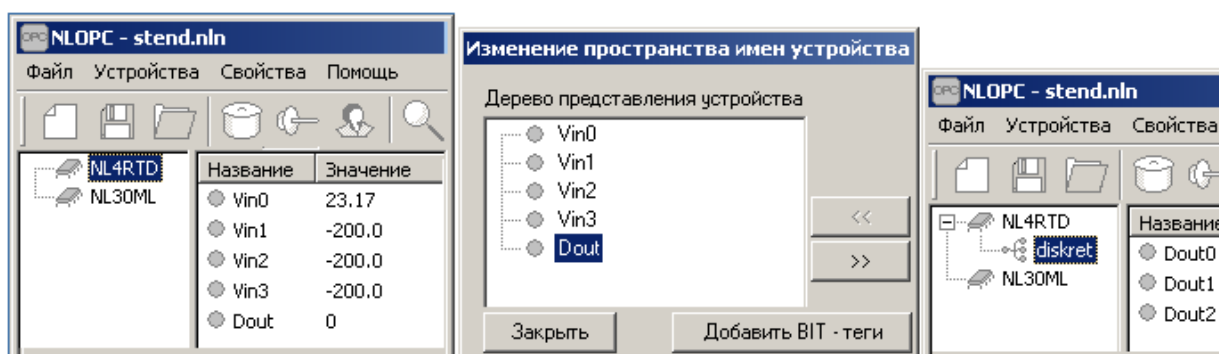 NLOPC - stend.nln
Файл Устройства Свойства Помощь
NL4RTD
NL30ML
Название Значение
Vin0 23.17
Vin1 -200.0
Vin2 -200.0
Vin3 -200.0
Dout 0
Изменение пространства имен устройства
Дерево представления устройства
Vin0
Vin1
Vin2
Vin3
Dout
<<
>>
Закрыть Добавить BIT - теги
NLOPC - stend.nln
Файл Устройства Свойства
NL4RTD
diskret
NL30ML
Название
Dout0
Dout1
Dout2